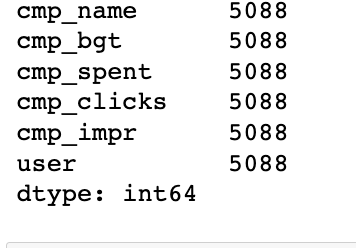 cmp_name 5088
cmp_bgt 5088
cmp_spent 5088
cmp_clicks 5088
cmp_impr 5088
user 5088
dtype: int64